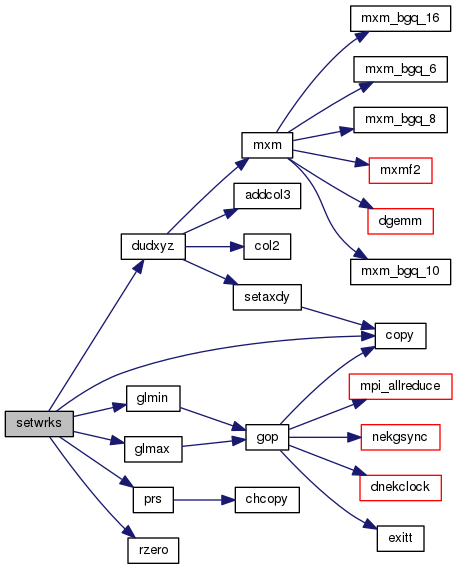 mxm_bgq_16
mxm_bgq_6
mxm_bgq_8
mxm
mxmf2
addcol3
dgemm
dudxyz
col2
mxm_bgq_10
setaxdy
copy
mpi_allreduce
glmin
setwrks
gop
nekgsync
glmax
dnekclock
prs
chcopy
exitt
rzero